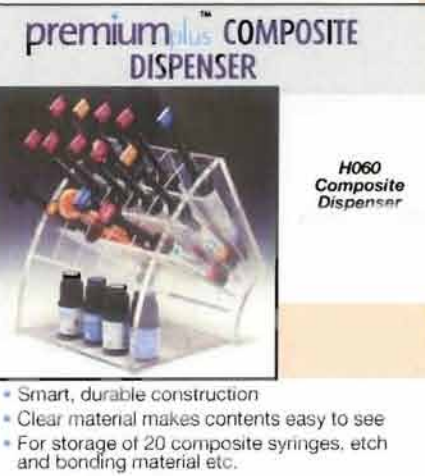 premiumplus™ COMPOSITE
DISPENSER
H060
Composite
Dispenser
• Smart, durable construction
• Clear material makes contents easy to see
• For storage of 20 composite syringes, etch
and bonding material etc.